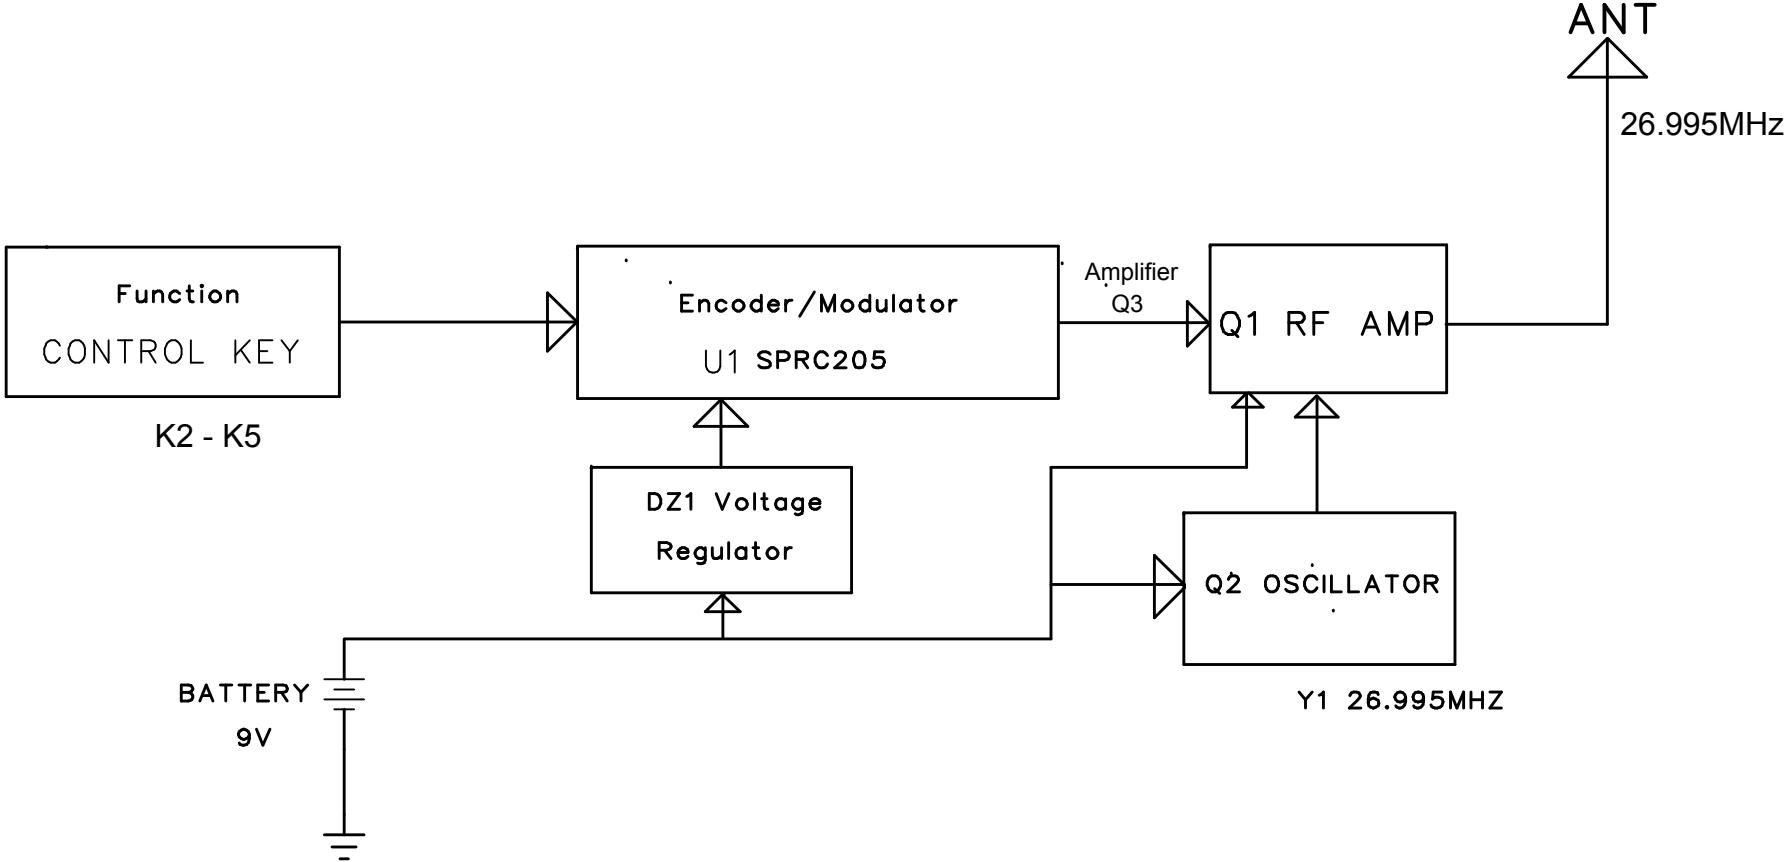 ANT
26.995MHz
Function
CONTROL KEY
K2 - K5
Encoder/Modulator
U1 SPRC205
Amplifier
Q3
Q1 RF AMP
DZ1 Voltage
Regulator
Q2 OSCILLATOR
Y1 26.995MHZ
BATTERY
9V